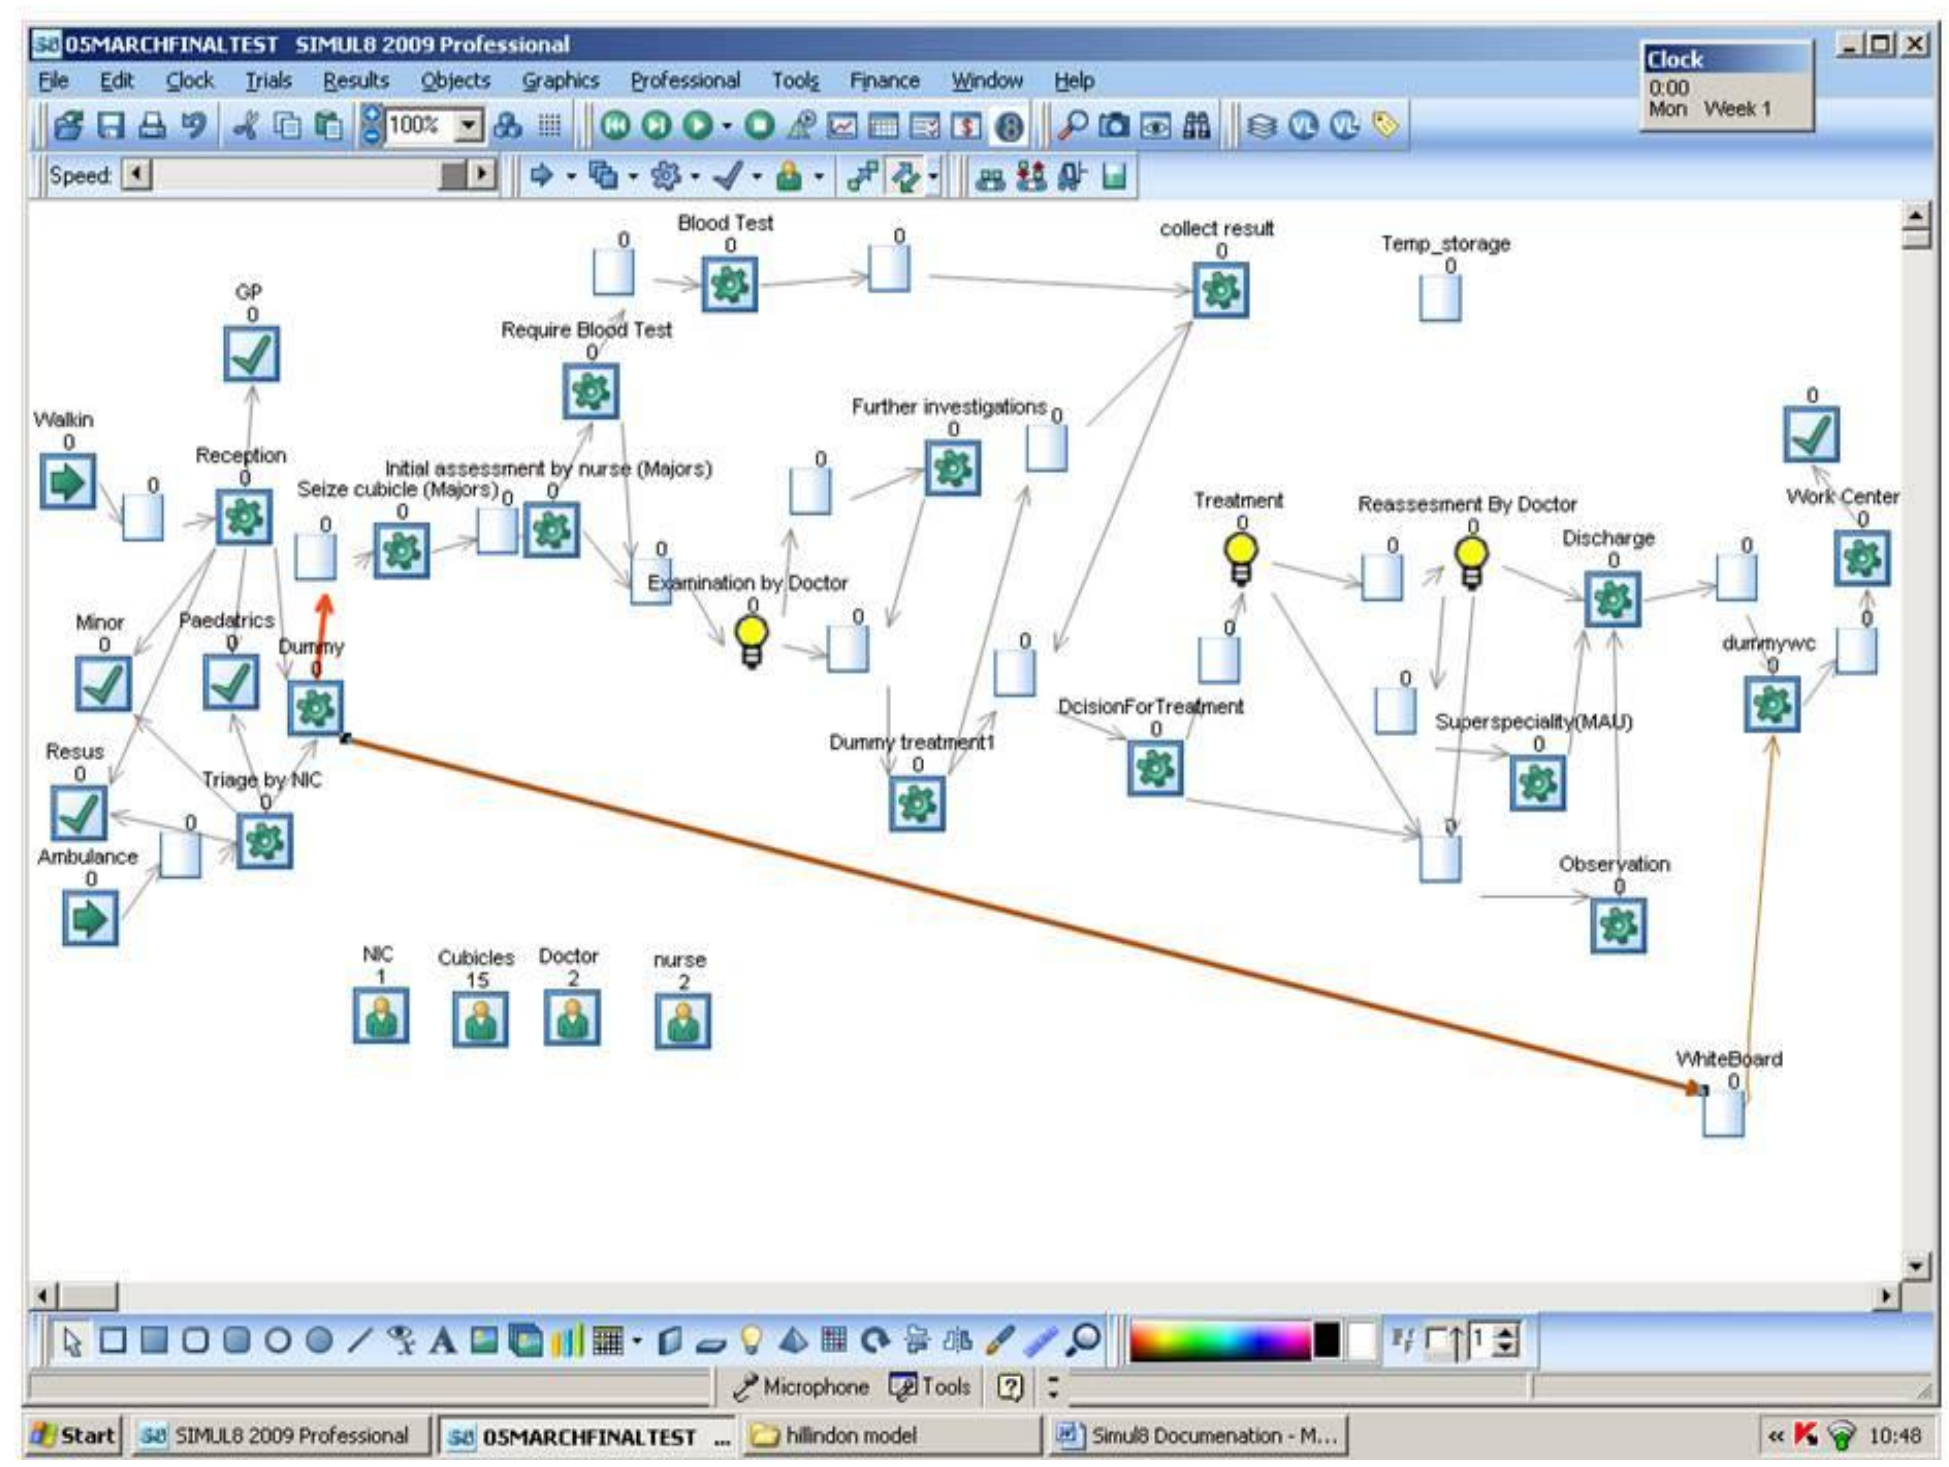 05MARCHFINALTEST SIMUL8 2009 Professional
File Edit Clock Trials Results Objects Graphics Professional Tools Finance Window Help
Clock
0:00
Mon Week 1
100%
Speed:
Blood Test
0
0
0
collect result
0
Temp_storage
0
GP
0
Require Blood Test
0
Further investigations
0
0
0
Walkin
0
0
Reception
0
Initial assessment by nurse (Majors)
0
Seize cubicle (Majors)
0
0
0
0
Work Center
0
Treatment
0
Reassesment By Doctor
0
0
Discharge
0
0
0
Examination by Doctor
0
0
Minor
0
Paedatrics
0
Dummy
0
0
0
0
dummywc
0
0
DcisionForTreatment
0
Superspeciality(MAU)
0
Dummy treatment1
0
Resus
0
Triage by NIC
0
0
0
Ambulance
0
Observation
0
NIC
1
Cubicles
15
Doctor
2
nurse
2
WhiteBoard
0
1
Microphone Tools
Start SIMUL8 2009 Professional 05MARCHFINALTEST ... hillindon model Simul8 Documenation - M... 10:48